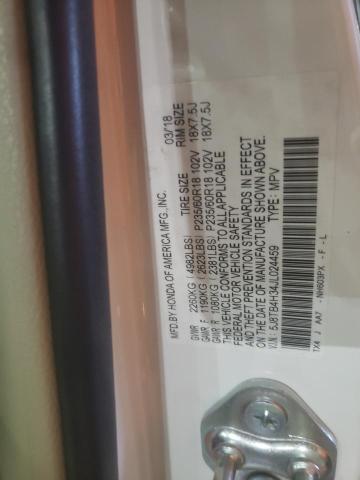 MFD.BY HONDA OF AMERICA MFG., INC. 03/18
TIRE SIZE RIM SIZE
GVWR 2260KG (4982LBS)
GAWR F 1190KG (2623LBS) P235/60R18 102V 18X7.5J
GAWR R 1080KG (2381LBS) P235/60R18 102V 18X7.5J
THIS VEHICLE CONFORMS TO ALL APPLICABLE
FEDERAL MOTOR VEHICLE SAFETY
AND THEFT PREVENTION STANDARDS IN EFFECT
ON THE DATE OF MANUFACTURE SHOWN ABOVE.
V.I.N.: 5J8TB4H34JL024459 TYPE: MPV
TX4 J AA7 - NH603PX - F - L